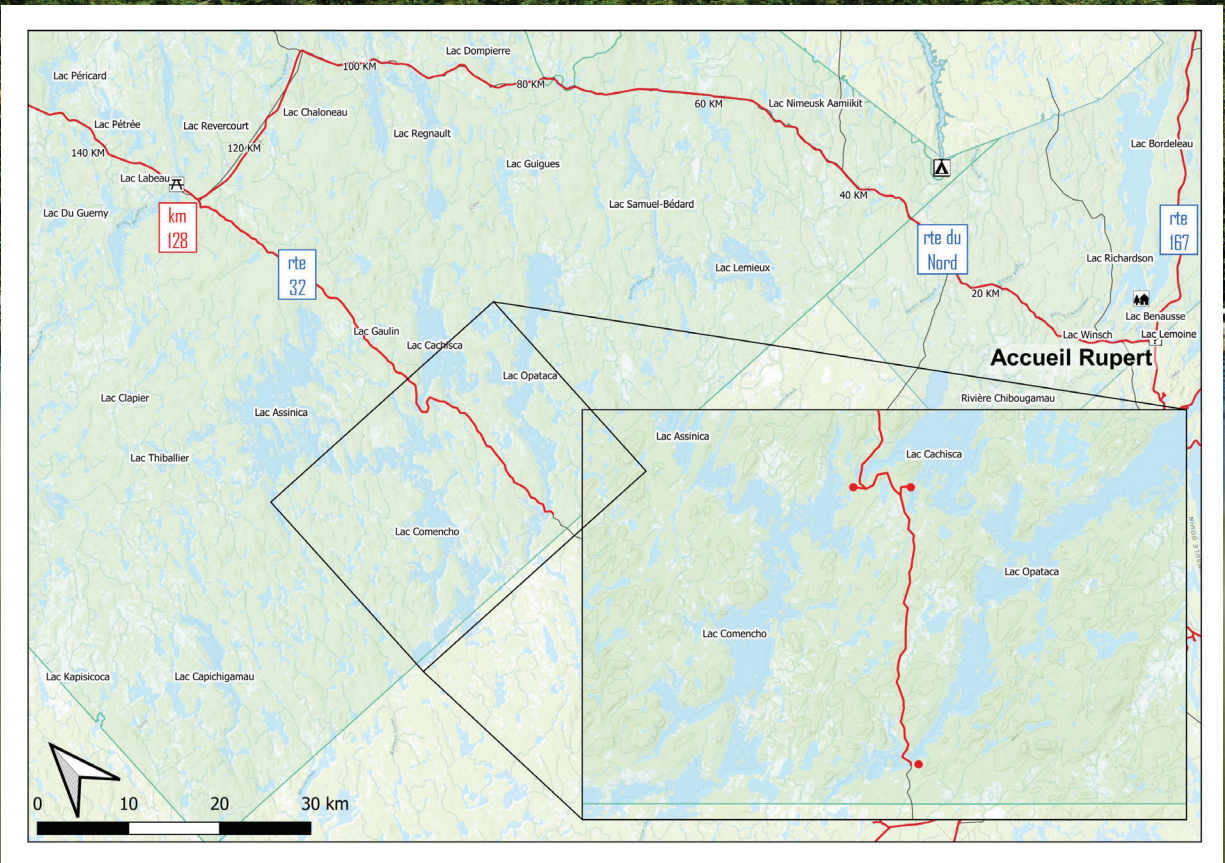 Lac Dompierre
100 KM
Lac Péricard
80 KM
60 KM
Lac Nimeusk Aamiikit
Lac Chaloneau
Lac Pétrée
Lac Revercourt
Lac Regnault
Lac Bordeleau
120 KM
140 KM
Lac Guigues
Lac Labeau
40 KM
Lac Samuel-Bédard
Lac Du Guerny
km
128
rte
167
rte du
Nord
rte
32
Lac Lemieux
Lac Richardson
20 KM
Lac Benausse
Lac Gaulin
Lac Winsch
Lac Lemoine
Lac Cachisca
Accueil Rupert
Lac Opataca
Lac Clapier
Rivière Chibougamau
Lac Assinica
Lac Assinica
Lac Cachisca
Lac Thiballier
Lac Comencho
Lac Opataca
Lac Comencho
Lac Kapisicoca
Lac Capichigamau
0 10 20 30 km